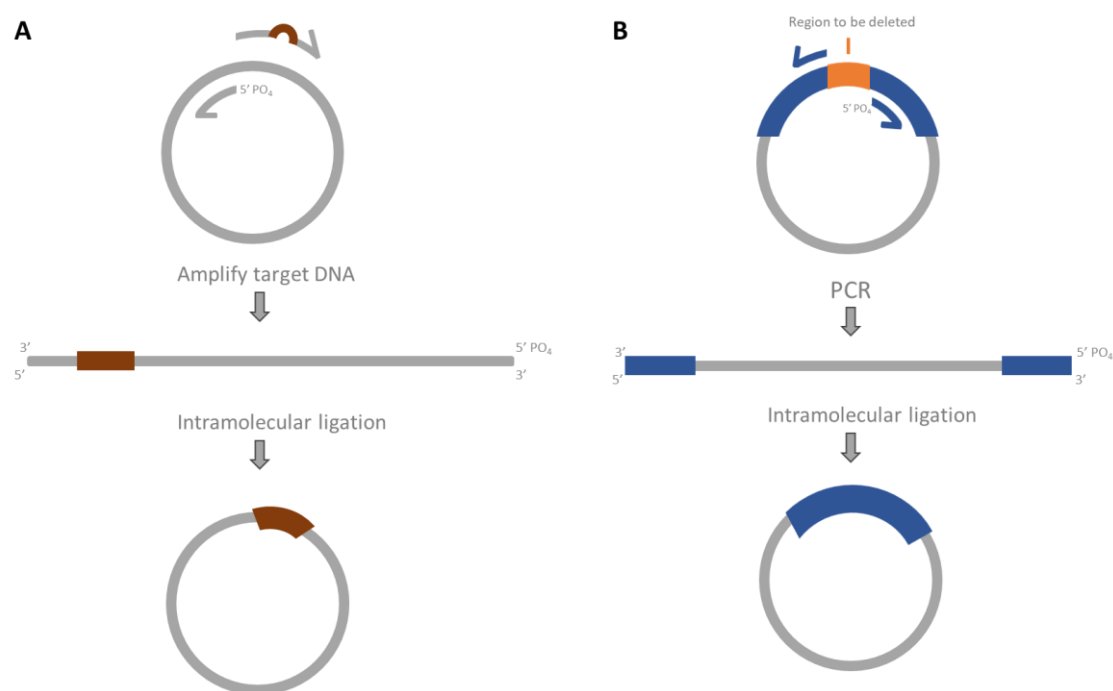 A
5' PO4
Amplify target DNA
3'
5' PO4
5'
3'
Intramolecular ligation
B
Region to be deleted
5' PO4
PCR
3'
5' PO4
5'
3'
Intramolecular ligation